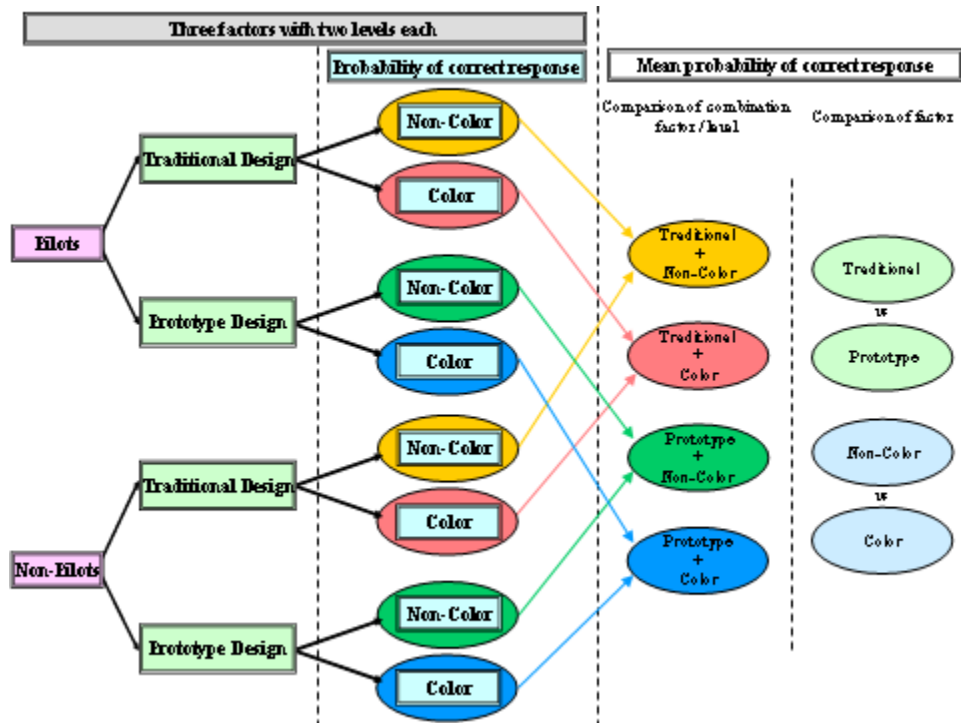 Three factors with two levels each
Probability of correct response
Mean probability of correct response
Comparison of combination
factor / level
Comparison of factor
Pilots
Traditional Design
Non-Color
Color
Prototype Design
Non-Color
Color
Non-Pilots
Traditional Design
Non-Color
Color
Prototype Design
Non-Color
Color
Traditional
+
Non-Color
Traditional
+
Color
Prototype
+
Non-Color
Prototype
+
Color
Traditional
vs
Prototype
Non-Color
vs
Color